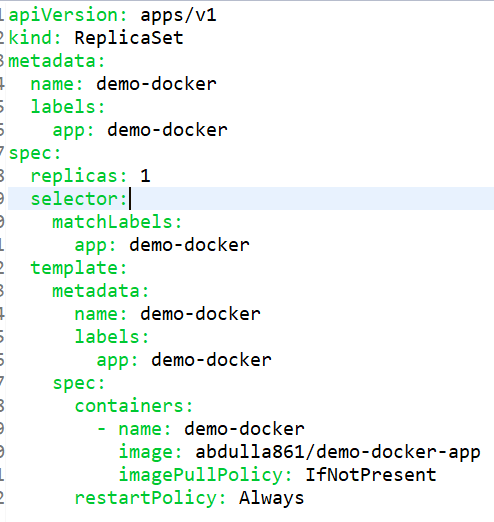 apiVersion: apps/v1
kind: ReplicaSet
metadata:
  name: demo-docker
  labels:
    app: demo-docker
spec:
  replicas: 1
  selector:
    matchLabels:
      app: demo-docker
  template:
    metadata:
      name: demo-docker
      labels:
        app: demo-docker
    spec:
      containers:
        - name: demo-docker
          image: abdulla861/demo-docker-app
          imagePullPolicy: IfNotPresent
      restartPolicy: Always